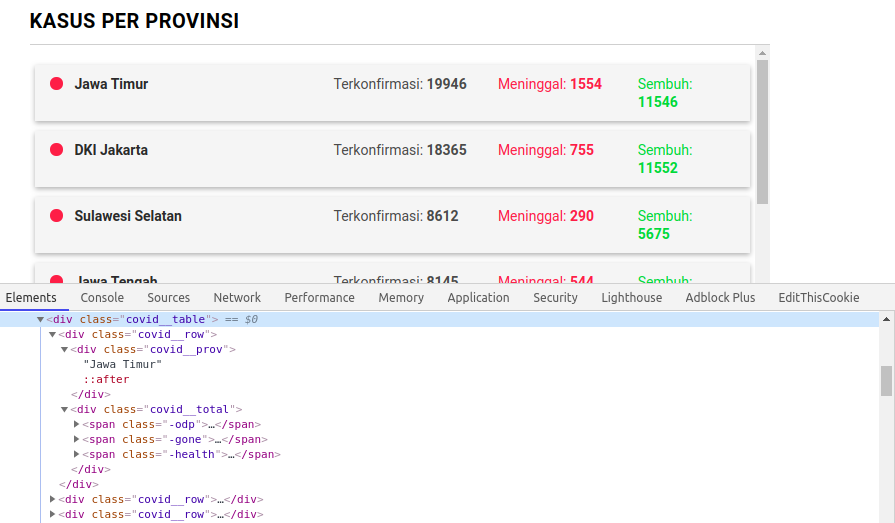 KASUS PER PROVINSI
Jawa Timur Terkonfirmasi: 19946 Meninggal: 1554 Sembuh:
11546
DKI Jakarta Terkonfirmasi: 18365 Meninggal: 755 Sembuh:
11552
Sulawesi Selatan Terkonfirmasi: 8612 Meninggal: 290 Sembuh:
5675
Jawa Tengah Terkonfirmasi: 8145 Meninggal: 544 Sembuh:
Elements Console Sources Network Performance Memory Application Security Lighthouse Adblock Plus EditThisCookie
<div class="covid__table"> == $0
<div class="covid__row">
<div class="covid__prov">
"Jawa Timur"
::after
</div>
<div class="covid__total">
<span class="-odp">…</span>
<span class="-gone">…</span>
<span class="-health">…</span>
</div>
</div>
<div class="covid__row">…</div>
<div class="covid__row">…</div>